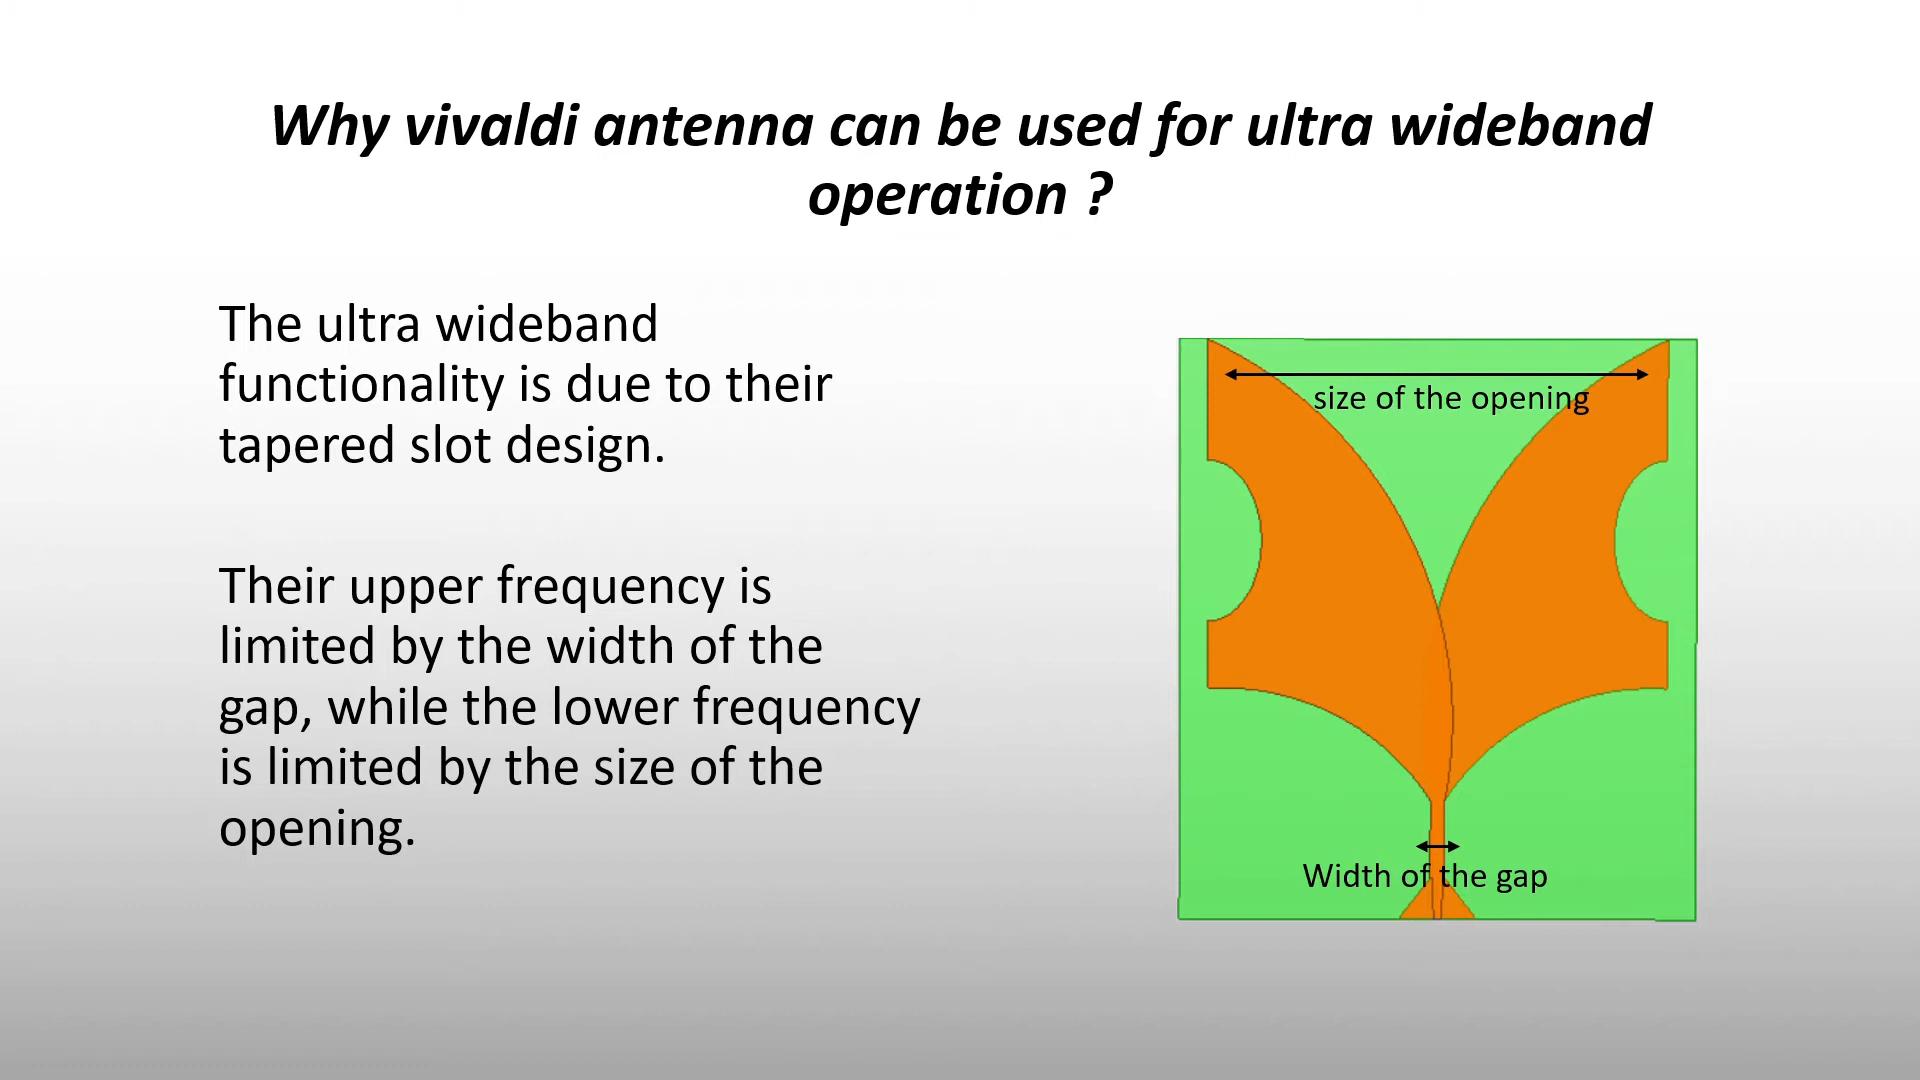 Why vivaldi antenna can be used for ultra wideband
operation ?
The ultra wideband
functionality is due to their
tapered slot design.
Their upper frequency is
limited by the width of the
gap, while the lower frequency
is limited by the size of the
opening.
size of the opening
Width of the gap